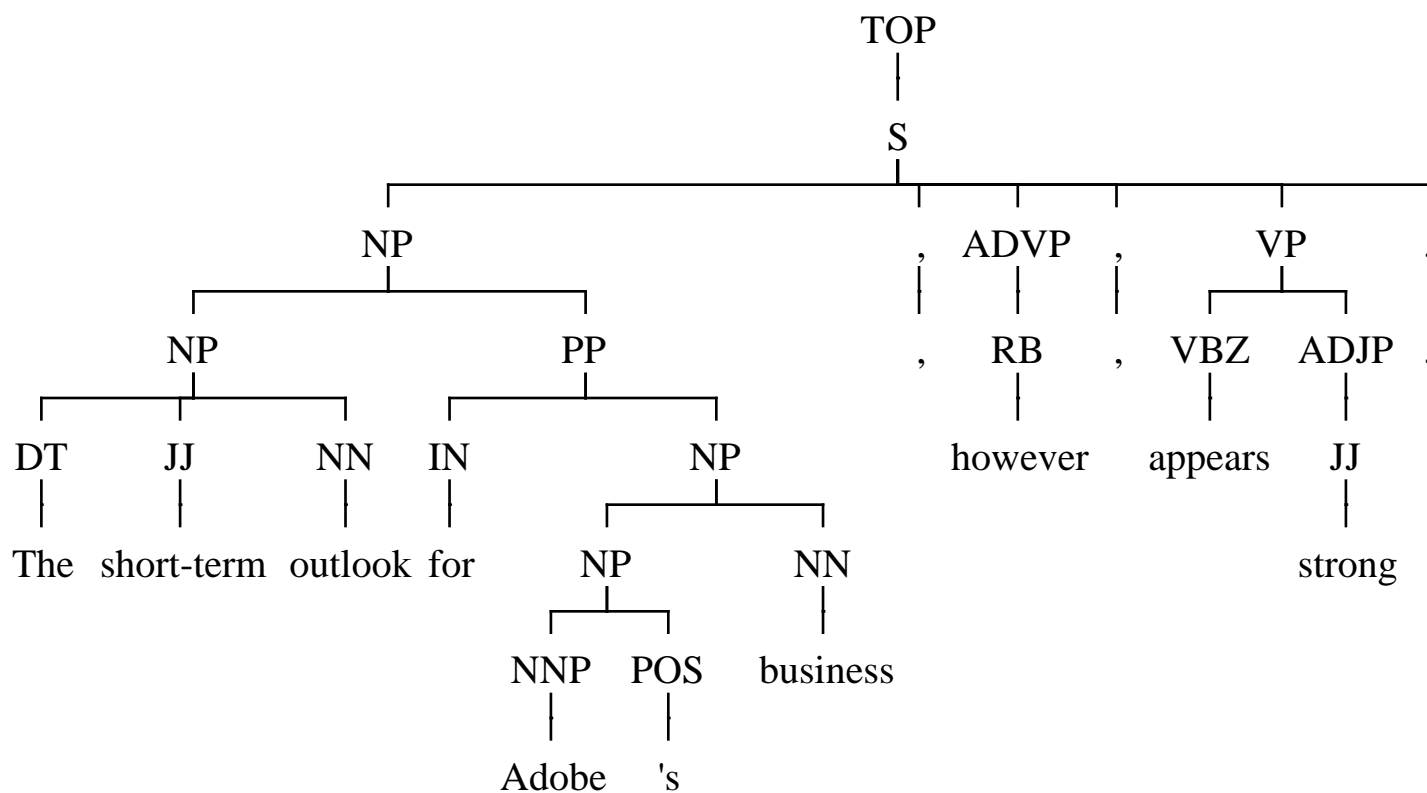 TOP
S
NP , ADVP , VP .
NP PP , RB , VBZ ADJP .
DT JJ NN IN NP however appears JJ
The short-term outlook for NP NN strong
NNP POS business
Adobe 's